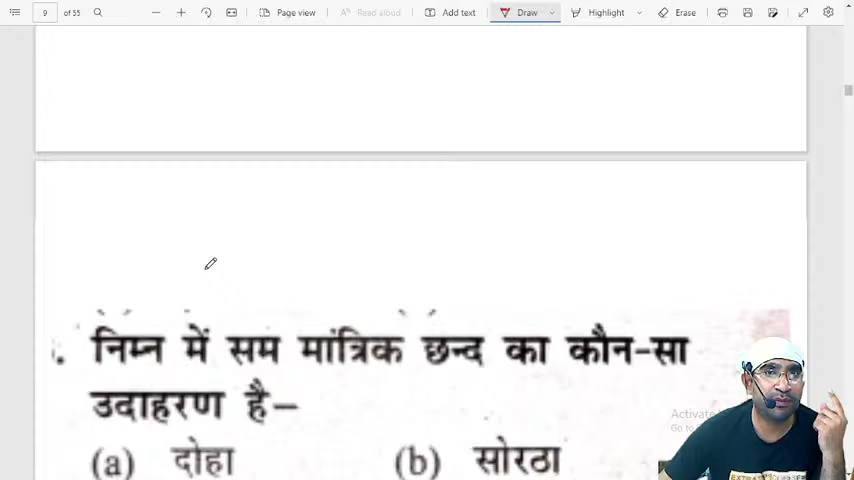 9 of 55 Page view Read aloud Add text Draw Highlight Erase
निम्न में सम मांत्रिक छन्द का कौन-सा
उदाहरण है–
(a) दोहा (b) सोरठा
Activate
Go to
EXTRA